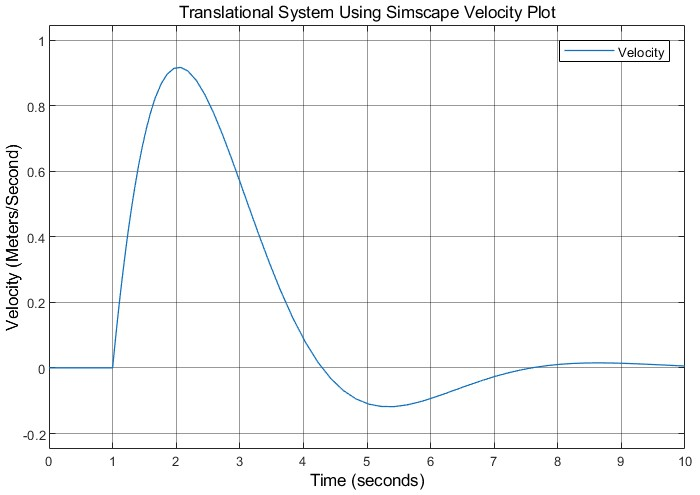 Translational System Using Simscape Velocity Plot
Velocity
Velocity (Meters/Second)
1
0.8
0.6
0.4
0.2
0
-0.2
0 1 2 3 4 5 6 7 8 9 10
Time (seconds)